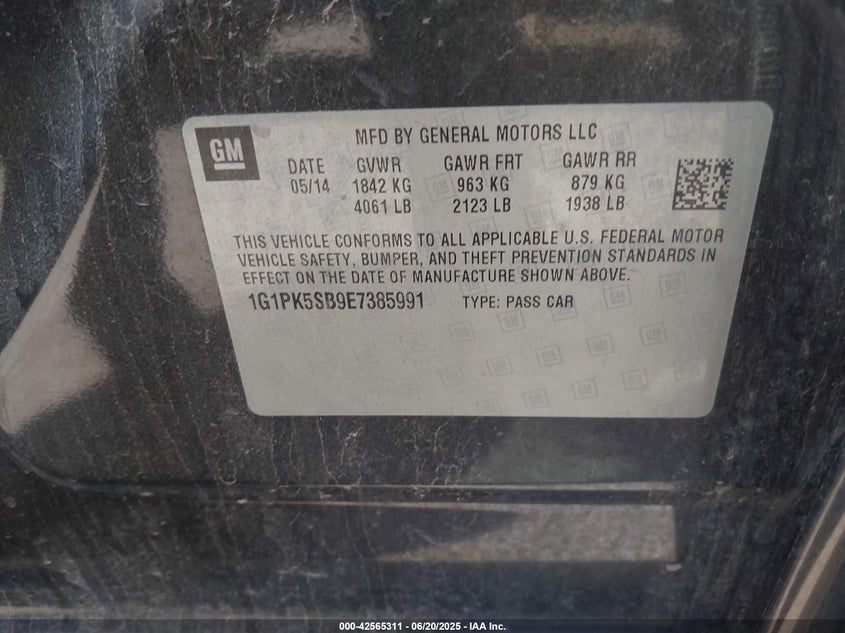 GM
MFD BY GENERAL MOTORS LLC
DATE GVWR GAWR FRT GAWR RR
05/14 1842 KG 963 KG 879 KG
4061 LB 2123 LB 1938 LB
THIS VEHICLE CONFORMS TO ALL APPLICABLE U.S. FEDERAL MOTOR
VEHICLE SAFETY, BUMPER, AND THEFT PREVENTION STANDARDS IN
EFFECT ON THE DATE OF MANUFACTURE SHOWN ABOVE.
1G1PK5SB9E7385991 TYPE: PASS CAR
000-42565311 - 06/20/2025 - IAA Inc.